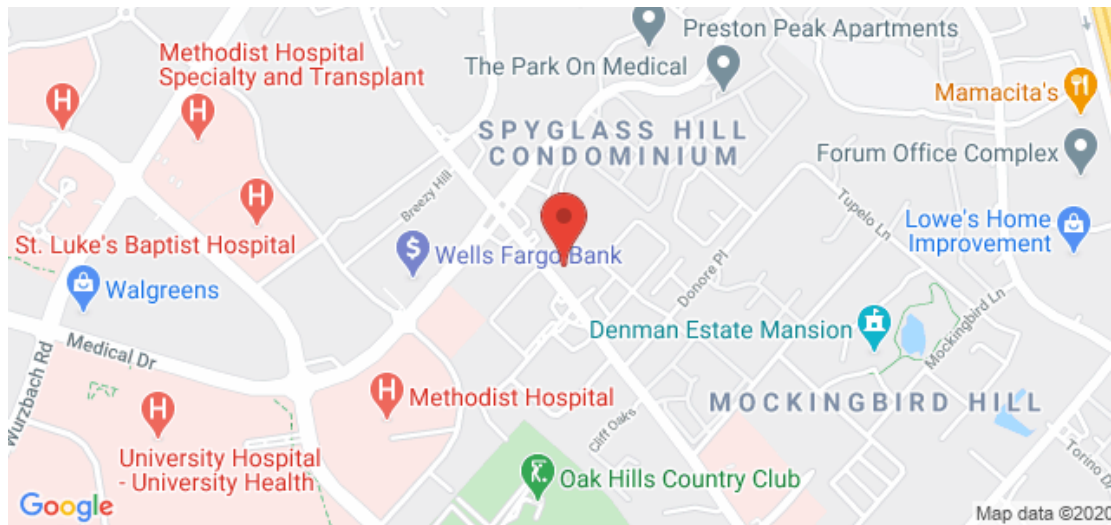 Preston Peak Apartments
Methodist Hospital
Specialty and Transplant
The Park On Medical
Mamacita's
SPYGLASS HILL
CONDOMINIUM
Forum Office Complex
Breezy Hill
Tupelo Ln
St. Luke's Baptist Hospital
Wells Fargo Bank
Lowe's Home
Improvement
Donore Pl
Walgreens
Denman Estate Mansion
Mockingbird Ln
Medical Dr
Wurzbach Rd
Methodist Hospital
MOCKINGBIRD HILL
Cliff Oaks
University Hospital
- University Health
Oak Hills Country Club
Google
Map data ©2020